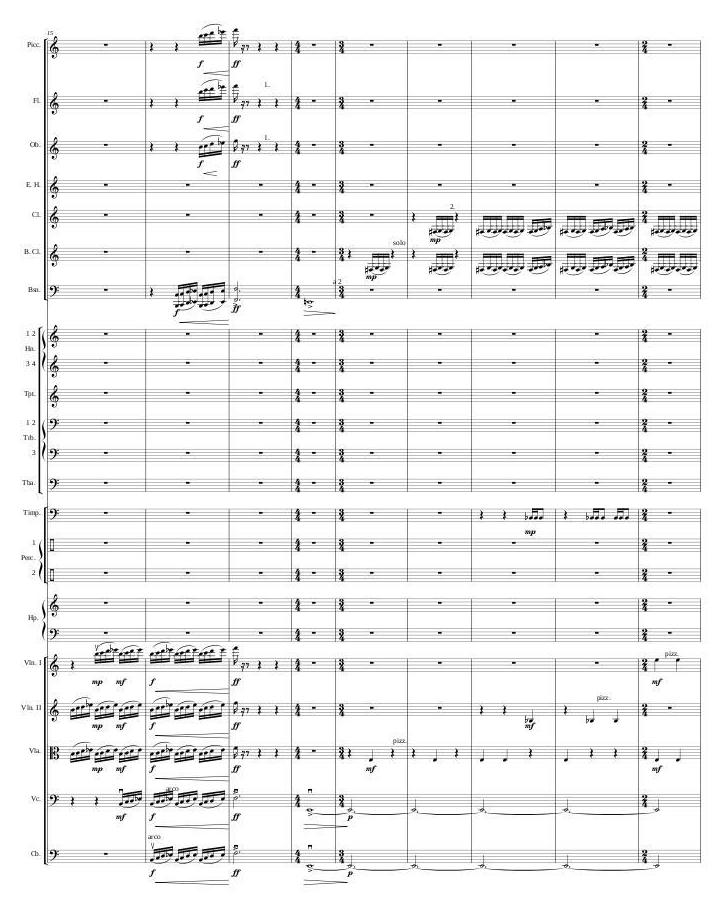 15
Picc.
f
ff
1.
Fl.
f
ff
1.
Ob.
f
ff
E. H.
2.
Cl.
mp
solo
B. Cl.
mp
a 2
Bsn.
f
ff
1 2
Hn.
3 4
Tpt.
1 2
Trb.
3
Tba.
Timp.
mp
1
Perc.
2
Hp.
pizz.
Vln. I
mp mf f ff mf
pizz.
Vln. II
mp mf f ff mf
pizz.
Vla.
mp mf f ff mf mf
arco
Vc.
mf f ff p
arco
Cb.
f ff p